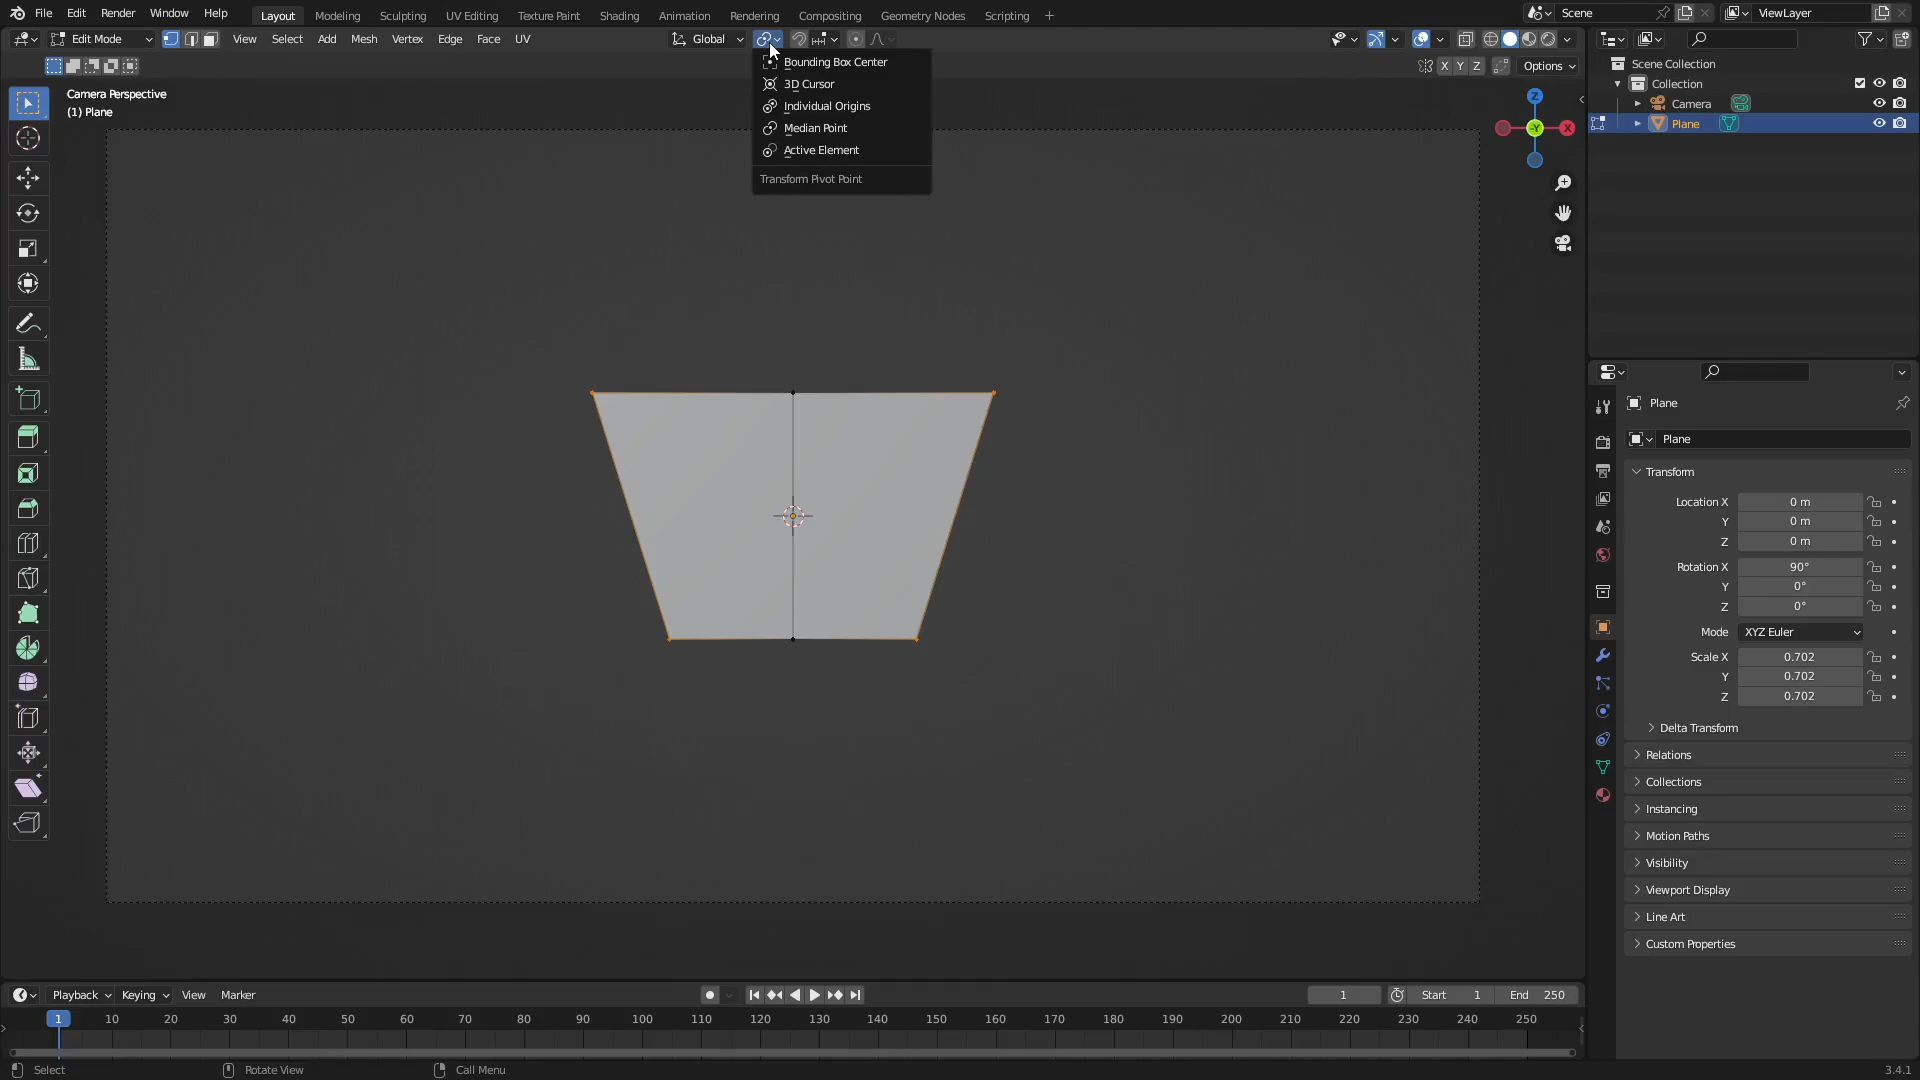 File Edit Render Window Help Layout Modeling Sculpting UV Editing Texture Paint Shading Animation Rendering Compositing Geometry Nodes Scripting + Scene ViewLayer
Edit Mode View Select Add Mesh Vertex Edge Face UV Global
X Y Z Options
Camera Perspective
(1) Plane
Bounding Box Center
3D Cursor
Individual Origins
Median Point
Active Element
Transform Pivot Point
Z
-Y X
Scene Collection
Collection
Camera
Plane
Plane
Plane
Transform
Location X 0 m
Y 0 m
Z 0 m
Rotation X 90°
Y 0°
Z 0°
Mode XYZ Euler
Scale X 0.702
Y 0.702
Z 0.702
Delta Transform
Relations
Collections
Instancing
Motion Paths
Visibility
Viewport Display
Line Art
Custom Properties
Playback Keying View Marker 1 Start 1 End 250
1 10 20 30 40 50 60 70 80 90 100 110 120 130 140 150 160 170 180 190 200 210 220 230 240 250
Select Rotate View Call Menu 3.4.1